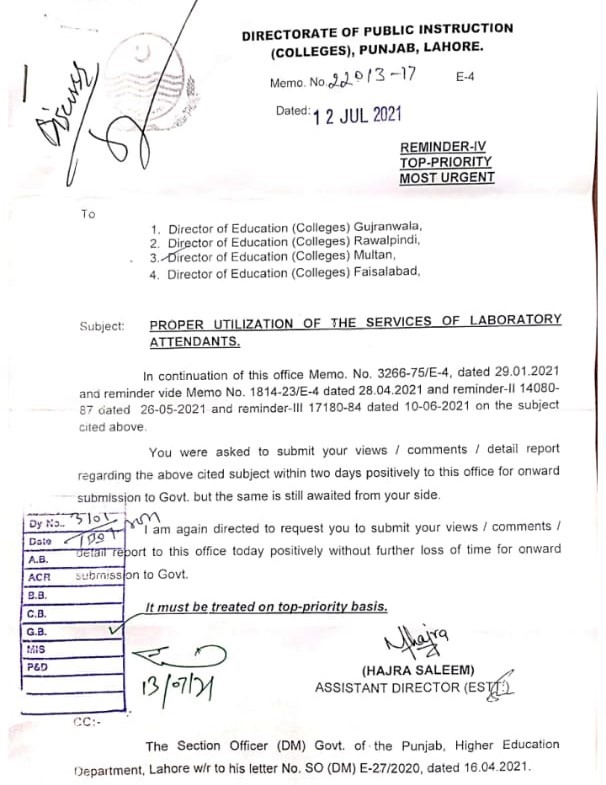 DIRECTORATE OF PUBLIC INSTRUCTION
(COLLEGES), PUNJAB, LAHORE.
Discuss
Memo. No. 22013-17 E-4
Dated: 12 JUL 2021
REMINDER-IV
TOP-PRIORITY
MOST URGENT
To
1. Director of Education (Colleges) Gujranwala,
2. Director of Education (Colleges) Rawalpindi,
3. Director of Education (Colleges) Multan,
4. Director of Education (Colleges) Faisalabad,
Subject: PROPER UTILIZATION OF THE SERVICES OF LABORATORY
ATTENDANTS.
In continuation of this office Memo. No. 3266-75/E-4, dated 29.01.2021
and reminder vide Memo No. 1814-23/E-4 dated 28.04.2021 and reminder-II 14080-
87 dated 26-05-2021 and reminder-III 17180-84 dated 10-06-2021 on the subject
cited above.
You were asked to submit your views / comments / detail report
regarding the above cited subject within two days positively to this office for onward
submission to Govt. but the same is still awaited from your side.
I am again directed to request you to submit your views / comments /
detail report to this office today positively without further loss of time for onward
submission to Govt.
Dy No..
Date
A.B.
ACR
B.B.
C.B.
G.B.
MIS
P&D
It must be treated on top-priority basis.
13/07/21
Hajra
(HAJRA SALEEM)
ASSISTANT DIRECTOR (ESTT:)
CC:-
The Section Officer (DM) Govt. of the Punjab, Higher Education
Department, Lahore w/r to his letter No. SO (DM) E-27/2020, dated 16.04.2021.